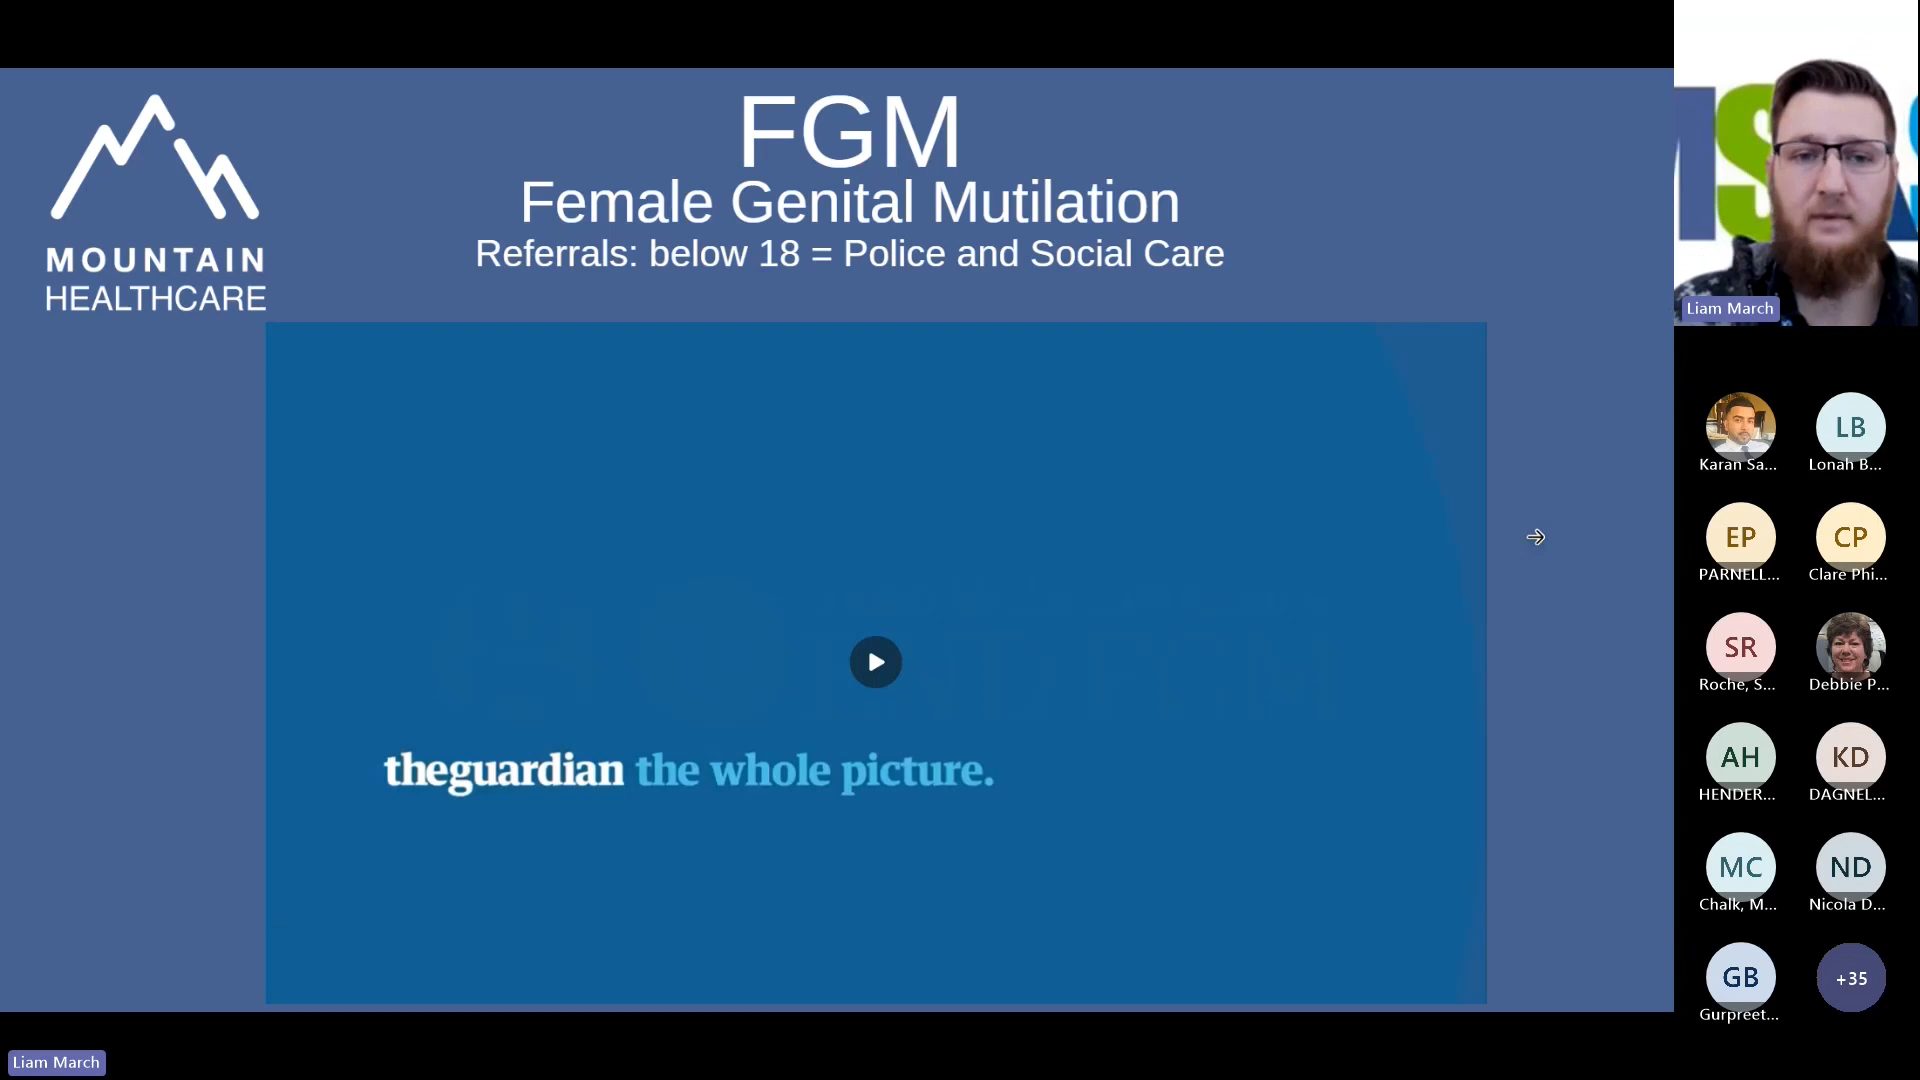 MOUNTAIN
HEALTHCARE
FGM
Female Genital Mutilation
Referrals: below 18 = Police and Social Care
theguardian the whole picture.
Liam March
Karan Sa...
LB
Lonah B...
EP
PARNELL...
CP
Clare Phi...
SR
Roche, S...
Debbie P...
AH
HENDER...
KD
DAGNEL...
MC
Chalk, M...
ND
Nicola D...
GB
Gurpreet...
+35
Liam March